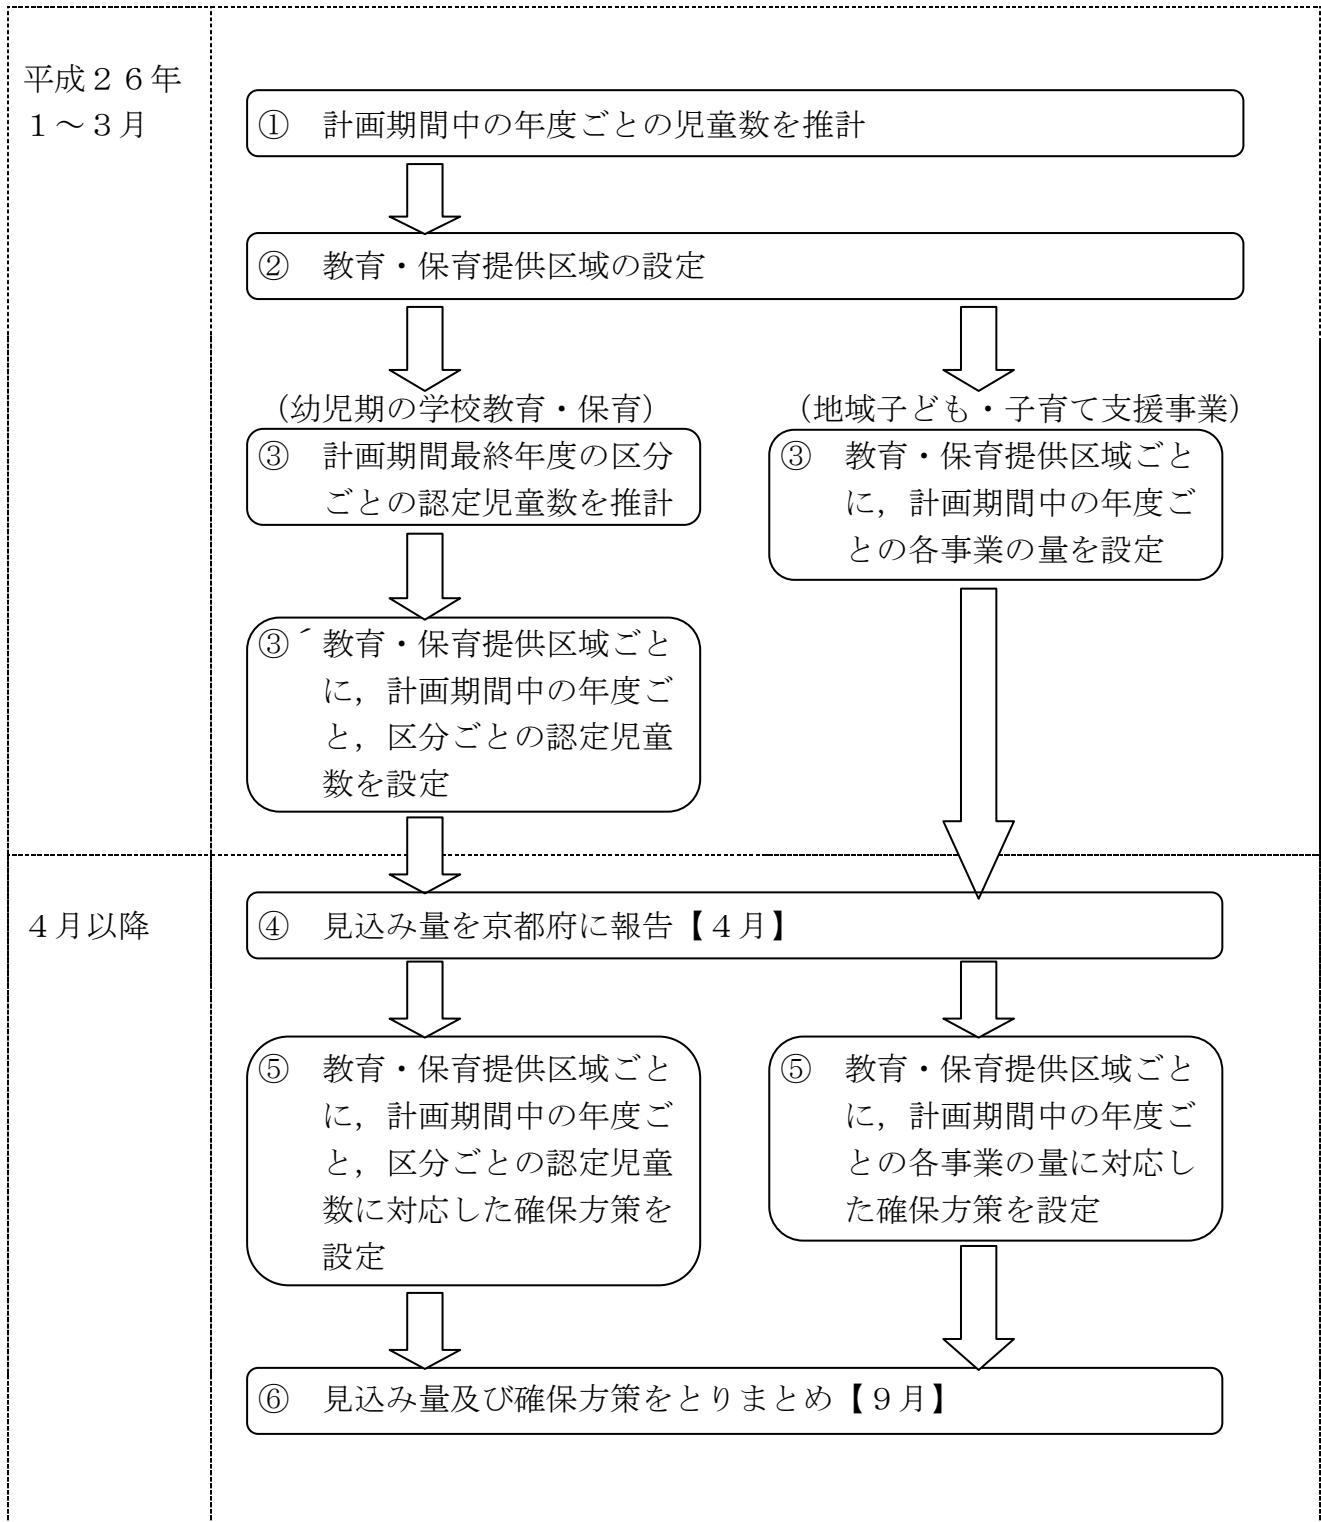 平成２６年
１～３月
① 計画期間中の年度ごとの児童数を推計
② 教育・保育提供区域の設定
（幼児期の学校教育・保育）
③ 計画期間最終年度の区分
ごとの認定児童数を推計
③´教育・保育提供区域ごと
に，計画期間中の年度ご
と，区分ごとの認定児童
数を設定
（地域子ども・子育て支援事業）
③ 教育・保育提供区域ごと
に，計画期間中の年度ご
との各事業の量を設定
４月以降
④ 見込み量を京都府に報告【４月】
⑤ 教育・保育提供区域ごと
に，計画期間中の年度ご
と，区分ごとの認定児童
数に対応した確保方策を
設定
⑤ 教育・保育提供区域ごと
に，計画期間中の年度ご
との各事業の量に対応し
た確保方策を設定
⑥ 見込み量及び確保方策をとりまとめ【９月】